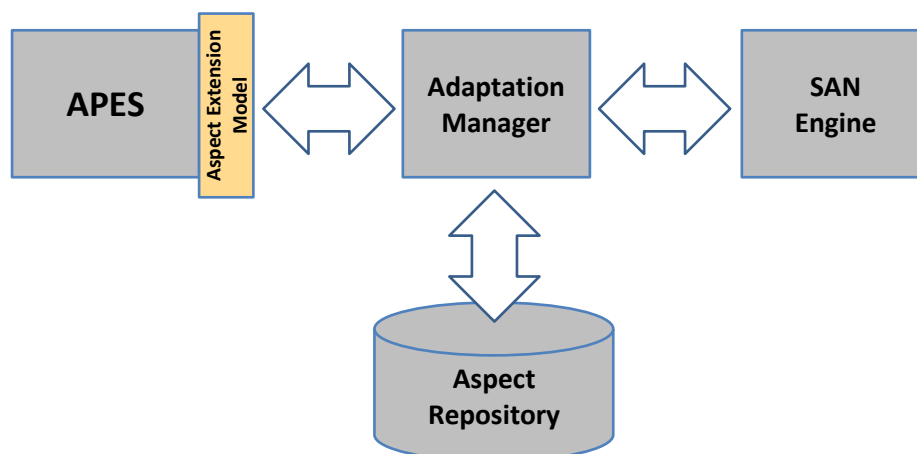 APES
Aspect Extension
Model
Adaptation
Manager
SAN
Engine
Aspect
Repository